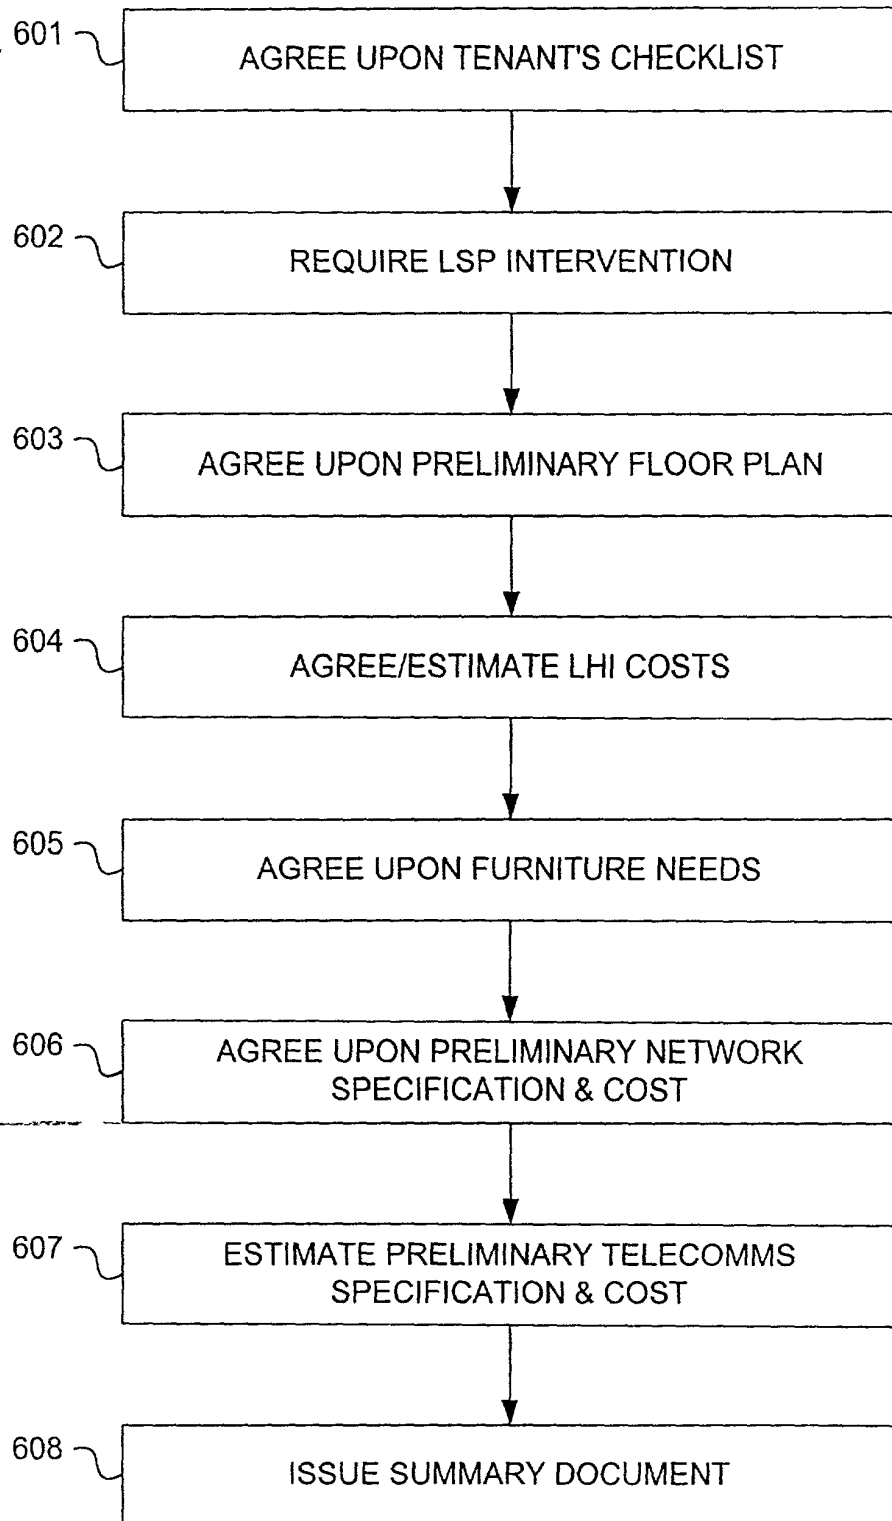 601
AGREE UPON TENANT'S CHECKLIST
602
REQUIRE LSP INTERVENTION
603
AGREE UPON PRELIMINARY FLOOR PLAN
604
AGREE/ESTIMATE LHI COSTS
605
AGREE UPON FURNITURE NEEDS
606
AGREE UPON PRELIMINARY NETWORK
SPECIFICATION & COST
607
ESTIMATE PRELIMINARY TELECOMMS
SPECIFICATION & COST
608
ISSUE SUMMARY DOCUMENT